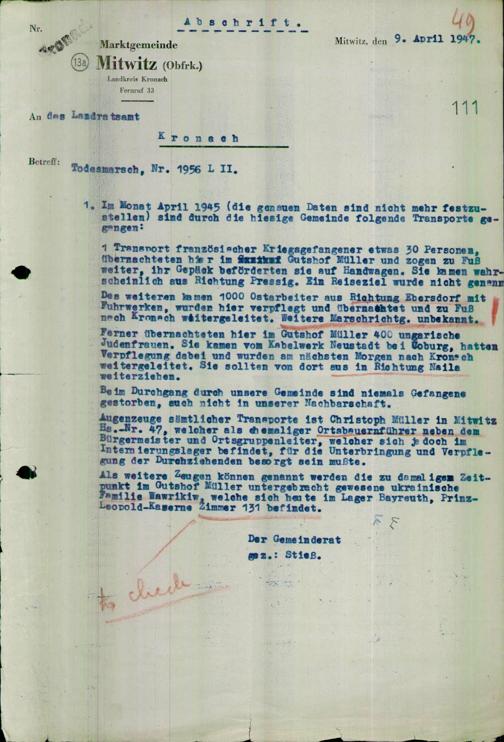 Nr.
Abschrift.
49
Kronach
Marktgemeinde
Mitwitz, den 9. April 1947.
13a Mitwitz (Obfrk.)
Landkreis Kronach
Fernruf 33
111
An das Landratsamt
Kronach
Betreff: Todesmarsch, Nr. 1956 L II.
1. Im Monat April 1945 (die genauen Daten sind nicht mehr festzu-
stellen) sind durch die hiesige Gemeinde folgende Transporte ge-
gangen:
1 Transport französischer Kriegsgefangener etwas 30 Personen,
übernachteten hier im Gutshof Müller und zogen zu Fuß
weiter, ihr Gepäck beförderten sie auf Handwagen. Sie kamen wahr-
scheinlich aus Richtung Pressig. Ein Reiseziel wurde nicht genannt
Des weiteren kamen 1000 Ostarbeiter aus Richtung Ebersdorf mit
Fuhrwerken, wurden hier verpflegt und übernachtet und zu Fuß
nach Kronach weitergeleitet. Weitere Marschrichtg. unbekannt.
Ferner übernachteten hier im Gutshof Müller 400 ungarische
Judenfrauen. Sie kamen vom Kabelwerk Neustadt bei Coburg, hatten
Verpflegung dabei und wurden am nächsten Morgen nach Kronach
weitergeleitet. Sie sollten von dort aus in Richtung Naila
weiterziehen.
Beim Durchgang durch unsere Gemeinde sind niemals Gefangene
gestorben, auch nicht in unserer Nachbarschaft.
Augenzeuge sämtlicher Transporte ist Christoph Müller in Mitwitz
Hs.-Nr. 47, welcher als ehemaliger Ortsbauernführer neben dem
Bürgermeister und Ortsgruppenleiter, welcher sich jedoch im
Internierungslager befindet, für die Unterbringung und Verpfle-
gung der Durchziehenden besorgt sein mußte.
Als weitere Zeugen können genannt werden die zu damaligem Zeit-
punkt im Gutshof Müller untergebracht gewesene ukrainische
Familie Wawrikiw, welche sich heute im Lager Bayreuth, Prinz-
Leopold-Kaserne Zimmer 131 befindet.
Der Gemeinderat
gez.: Stieß.
to check